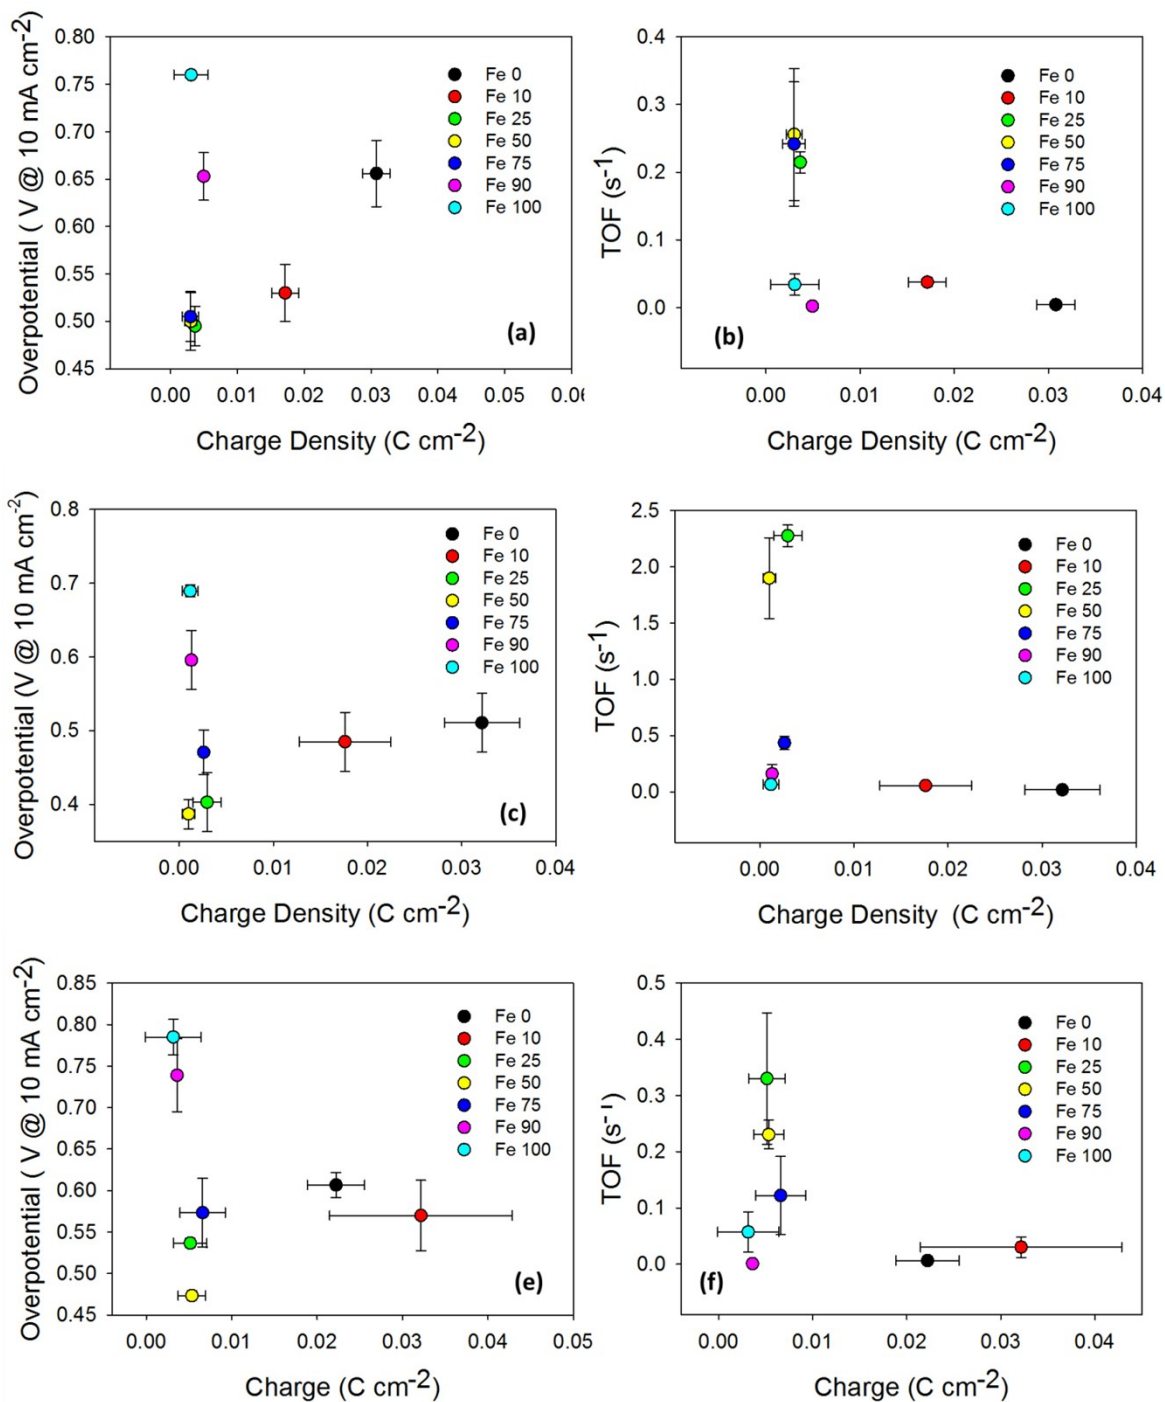 Overpotential ( V @ 10 mA cm-2)
0.80
0.75
0.70
0.65
0.60
0.55
0.50
0.45
Fe 0
Fe 10
Fe 25
Fe 50
Fe 75
Fe 90
Fe 100
(a)
0.00 0.01 0.02 0.03 0.04 0.05
Charge Density (C cm-2)
TOF (s-1)
0.4
0.3
0.2
0.1
0.0
Fe 0
Fe 10
Fe 25
Fe 50
Fe 75
Fe 90
Fe 100
(b)
0.00 0.01 0.02 0.03 0.04
Charge Density (C cm-2)
Overpotential (V @ 10 mA cm-2)
0.8
0.7
0.6
0.5
0.4
Fe 0
Fe 10
Fe 25
Fe 50
Fe 75
Fe 90
Fe 100
(c)
0.00 0.01 0.02 0.03 0.04
Charge Density (C cm-2)
TOF (s-1)
2.5
2.0
1.5
1.0
0.5
0.0
Fe 0
Fe 10
Fe 25
Fe 50
Fe 75
Fe 90
Fe 100
0.00 0.01 0.02 0.03 0.04
Charge Density (C cm-2)
Overpotential ( V @ 10 mA cm-2)
0.85
0.80
0.75
0.70
0.65
0.60
0.55
0.50
0.45
Fe 0
Fe 10
Fe 25
Fe 50
Fe 75
Fe 90
Fe 100
(e)
0.00 0.01 0.02 0.03 0.04 0.05
Charge (C cm-2)
TOF (s-1)
0.5
0.4
0.3
0.2
0.1
0.0
Fe 0
Fe 10
Fe 25
Fe 50
Fe 75
Fe 90
Fe 100
(f)
0.00 0.01 0.02 0.03 0.04
Charge (C cm-2)